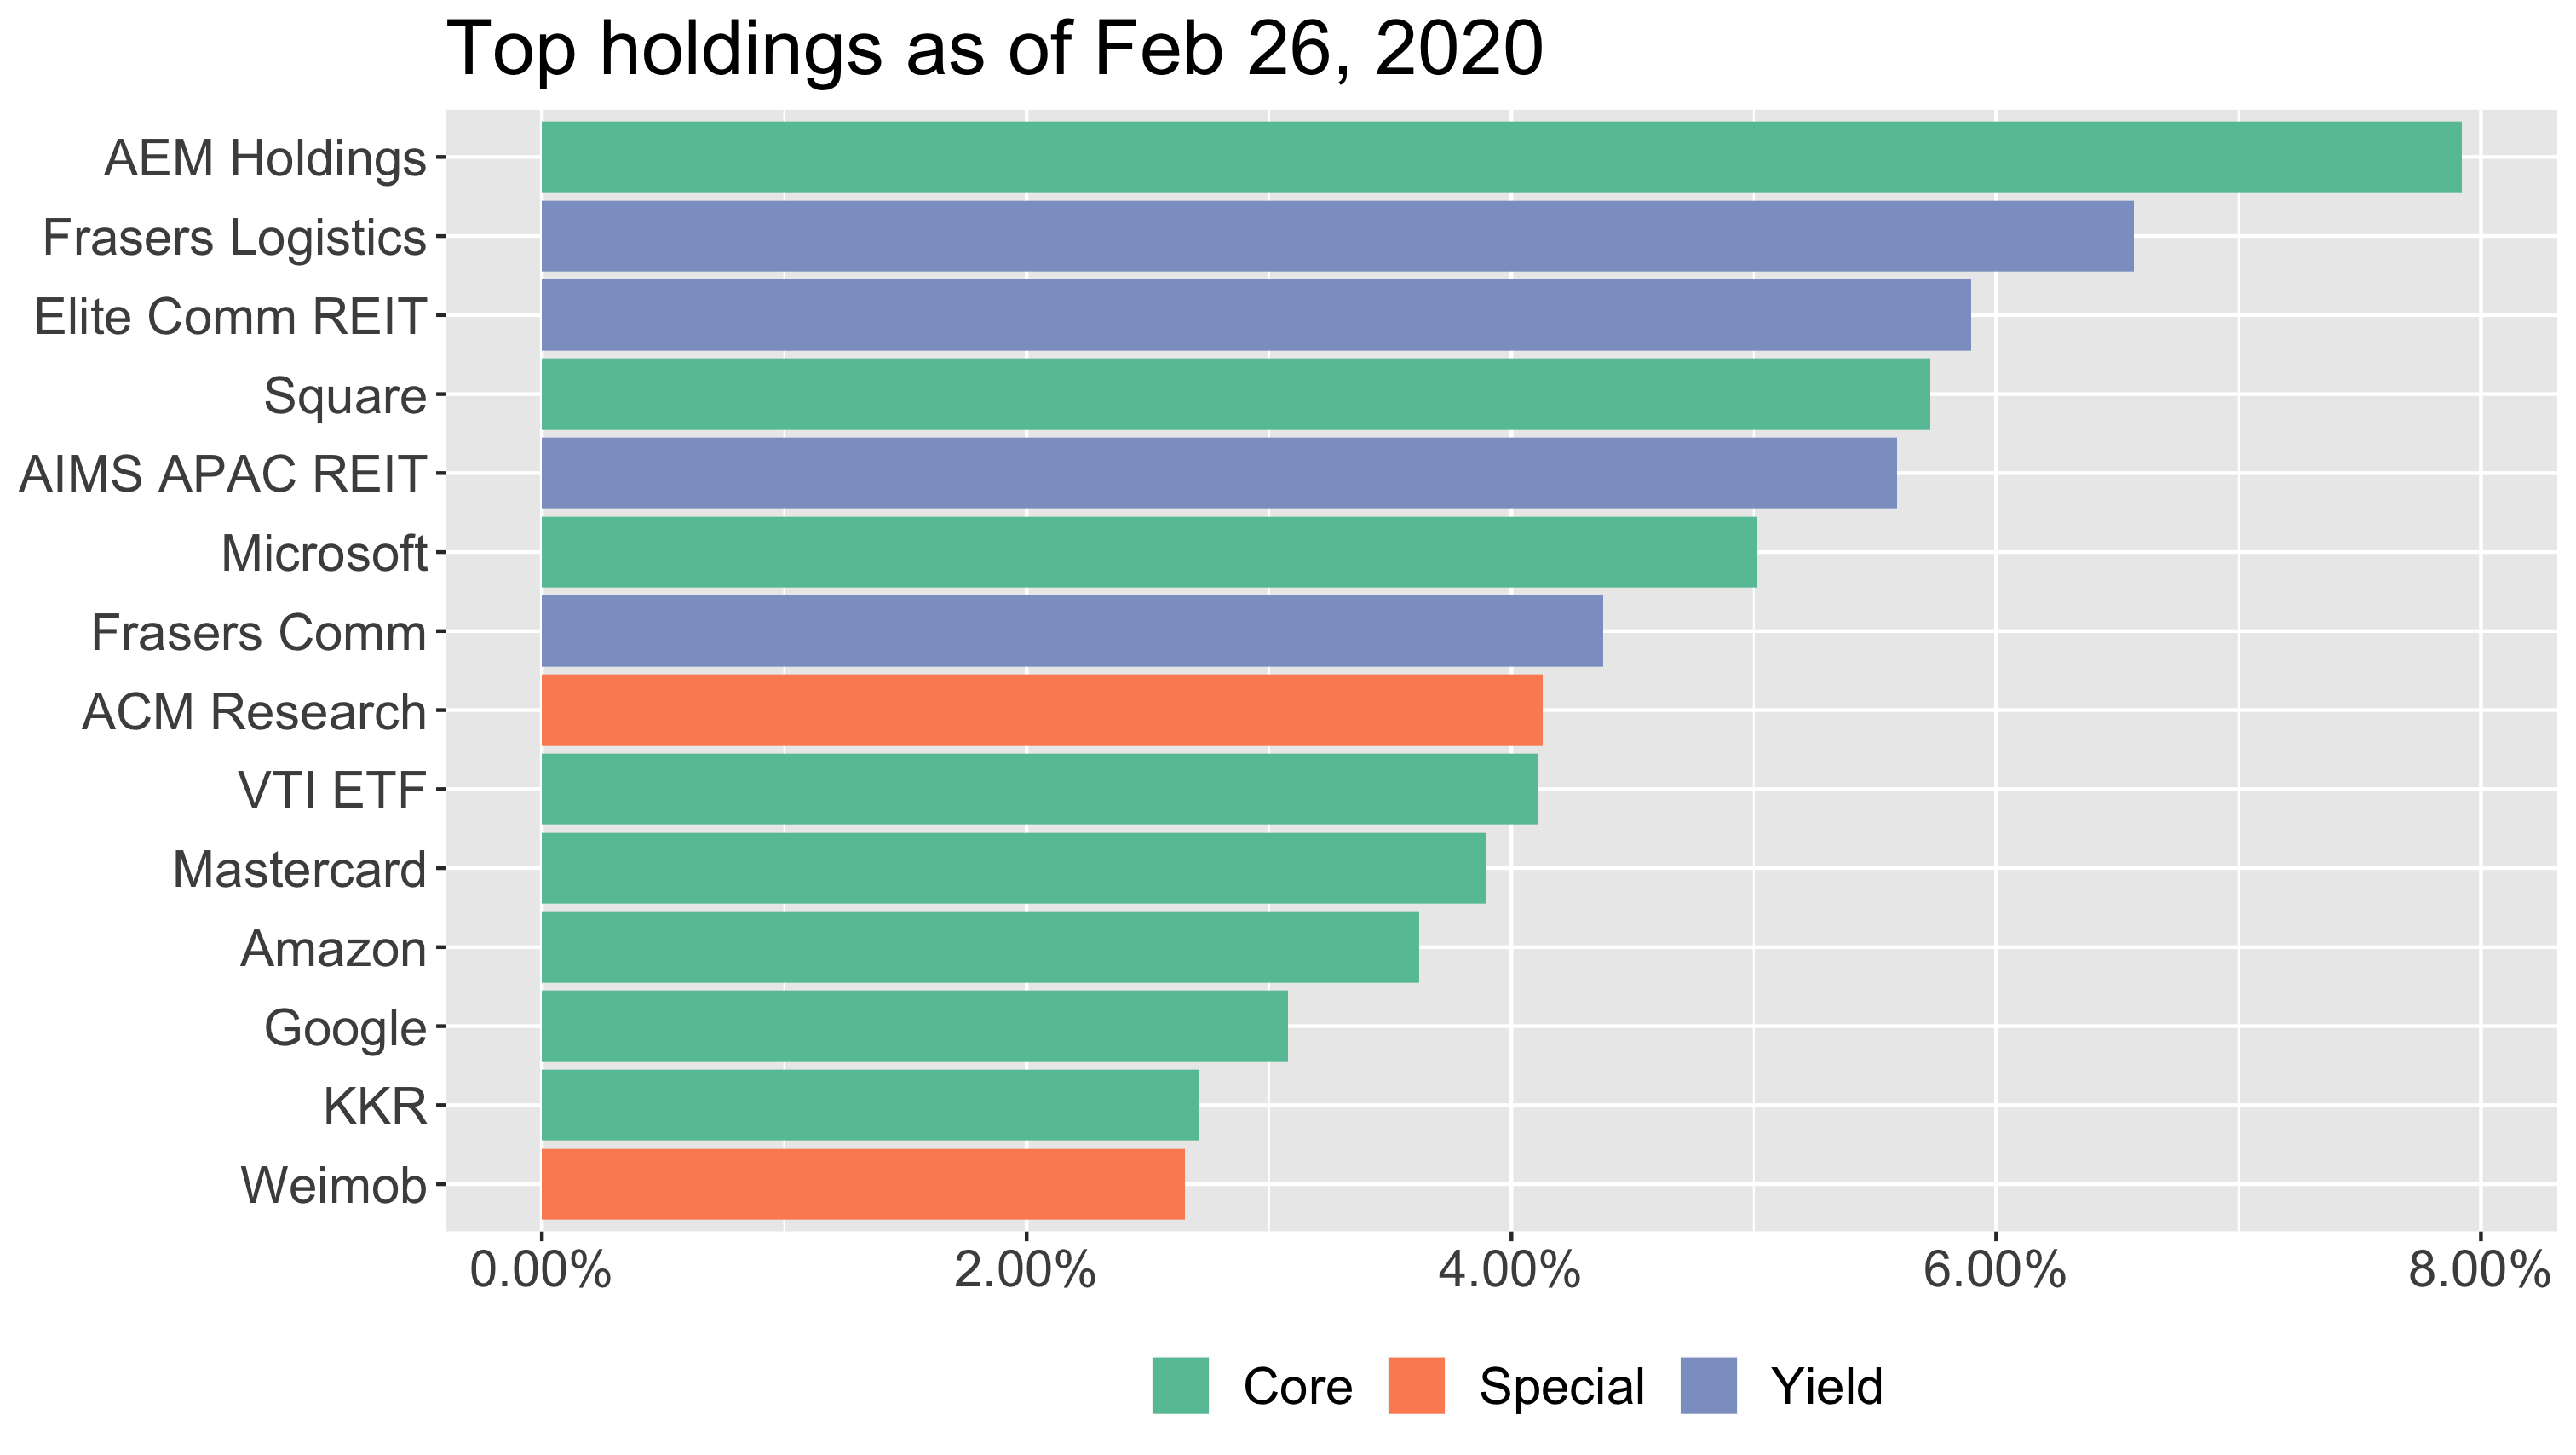 Top holdings as of Feb 26, 2020
AEM Holdings
Frasers Logistics
Elite Comm REIT
Square
AIMS APAC REIT
Microsoft
Frasers Comm
ACM Research
VTI ETF
Mastercard
Amazon
Google
KKR
Weimob
0.00% 2.00% 4.00% 6.00% 8.00%
Core Special Yield